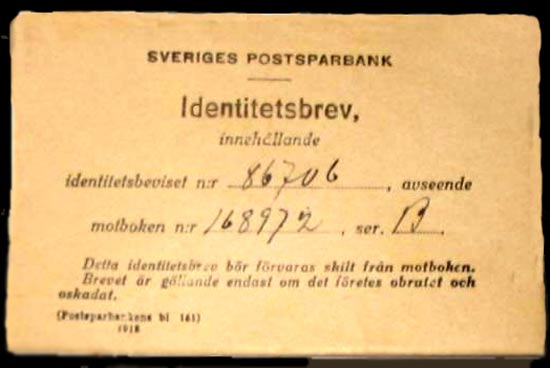 SVERIGES POSTSPARBANK
Identitetsbrev,
innehållande
identitetsbeviset n:r 86706, avseende
motboken n:r 168972, ser. B.
Detta identitetsbrev bör förvaras skilt från motboken.
Brevet är gällande endast om det företes obrutet och
oskadat.
(Postsparbankens bl 161)
1918